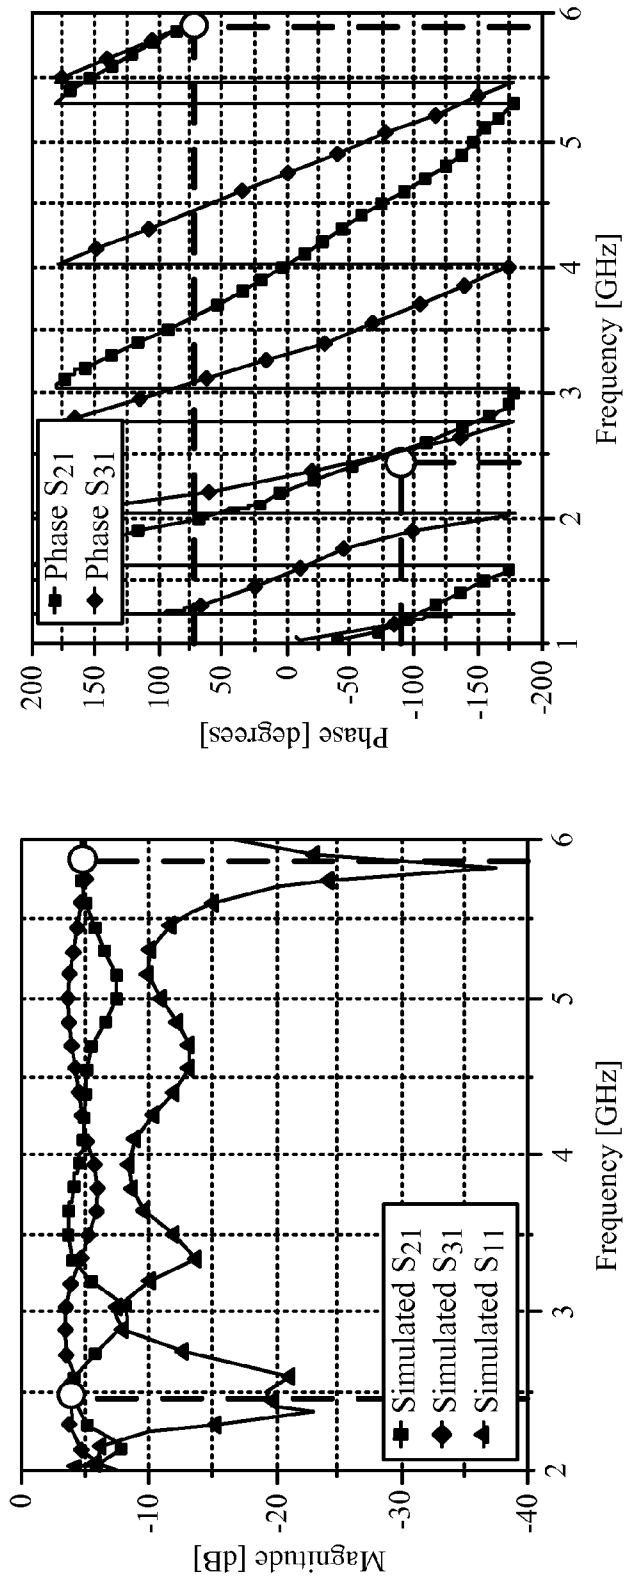 0
-10
-20
-30
-40
Magnitude [dB]
2
3
4
5
6
Frequency [GHz]
Simulated S21
Simulated S31
Simulated S11
200
150
100
50
0
-50
-100
-150
-200
Phase [degrees]
1
2
3
4
5
6
Frequency [GHz]
Phase S21
Phase S31